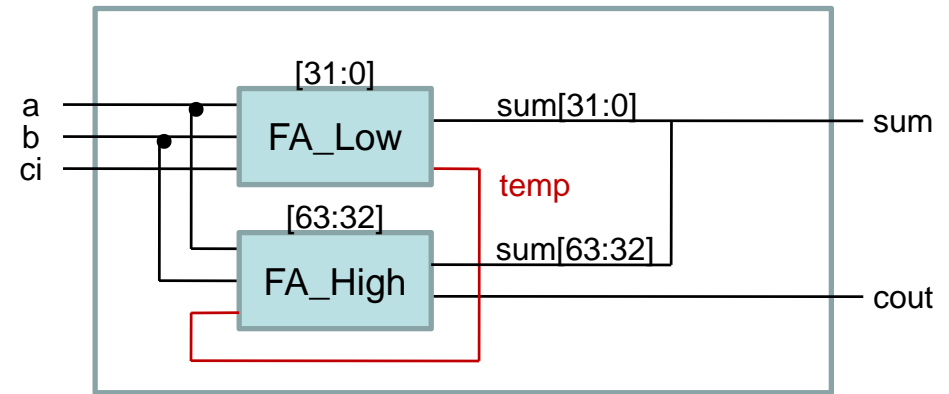 [31:0]
a
b
ci
FA_Low
sum[31:0]
sum
temp
[63:32]
FA_High
sum[63:32]
cout